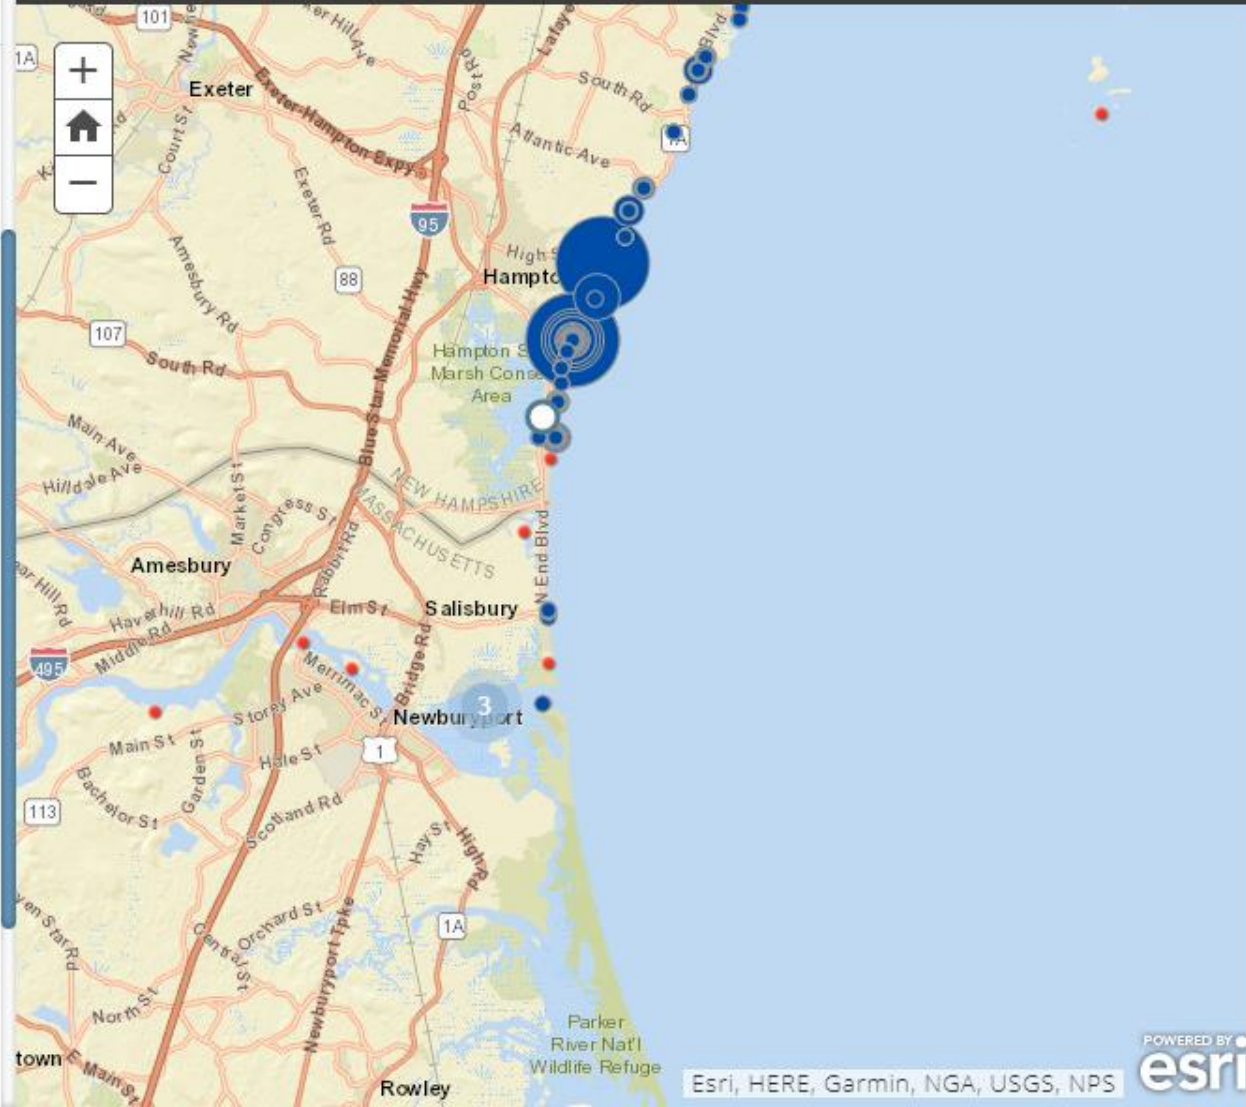 101
Blvd
Lafaye
1A
Post Rd
South Rd
Exeter
Exeter-Hampton Expy
Court St
Atlantic Ave
1A
Exeter Rd
95
High S
Hampto
88
Amesbury Rd
107
South Rd
Blue Star Memorial Hwy
Hampton S
Marsh Conse
Area
Main Ave
Hilldale Ave
Market St
Congress St
NEW HAMPSHIRE
MASSACHUSETTS
N End Blvd
Rabbit Rd
Amesbury
Elm St
Salisbury
Haverhill Rd
Middle Rd
495
Merrimac St
Bridge Rd
Storey Ave
3
Newburyport
Main St
Garden St
Hale St
1
Bachelor St
113
Scotland Rd
Hay St
High Rd
1A
Orchard St
Central St
Newburyport Tpke
North St
town
E Main St
Rowley
Parker
River Nat'l
Wildlife Refuge
POWERED BY
esri
Esri, HERE, Garmin, NGA, USGS, NPS